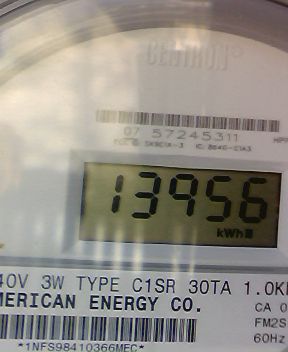 CENTRON®
07 57245311
13956
kWh
40V 3W TYPE C1SR 30TA 1.0K
MERICAN ENERGY CO.
CA 0
FM2S
60Hz
*1NFS98410366MEC*